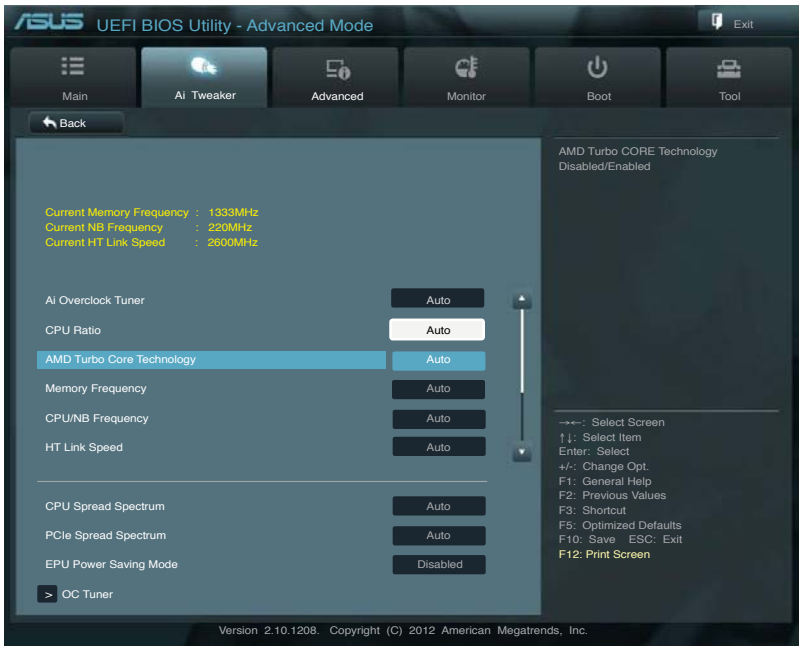 ASUS UEFI BIOS Utility - Advanced Mode
Exit
Main
Ai Tweaker
Advanced
Monitor
Boot
Tool
Back
AMD Turbo CORE Technology
Disabled/Enabled
Current Memory Frequency : 1333MHz
Current NB Frequency : 220MHz
Current HT Link Speed : 2600MHz
Ai Overclock Tuner Auto
CPU Ratio Auto
AMD Turbo Core Technology Auto
Memory Frequency Auto
CPU/NB Frequency Auto
HT Link Speed Auto
CPU Spread Spectrum Auto
PCIe Spread Spectrum Auto
EPU Power Saving Mode Disabled
> OC Tuner
→←: Select Screen
↑↓: Select Item
Enter: Select
+/-: Change Opt.
F1: General Help
F2: Previous Values
F3: Shortcut
F5: Optimized Defaults
F10: Save ESC: Exit
F12: Print Screen
Version 2.10.1208. Copyright (C) 2012 American Megatrends, Inc.